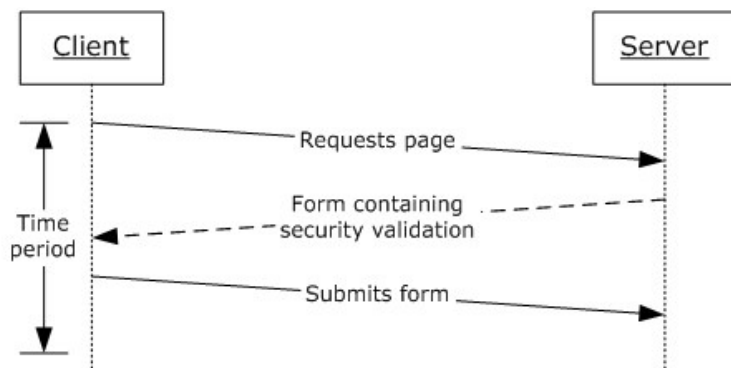 Client
Server
Requests page
Form containing
security validation
Time
period
Submits form